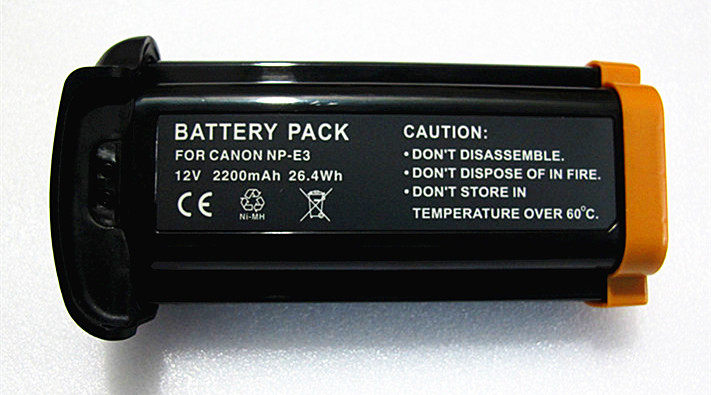 BATTERY PACK
FOR CANON NP-E3
12V 2200mAh 26.4Wh
CE
Ni-MH
CAUTION:
•DON'T DISASSEMBLE.
•DON'T DISPOSE OF IN FIRE.
•DON'T STORE IN
TEMPERATURE OVER 60°C.